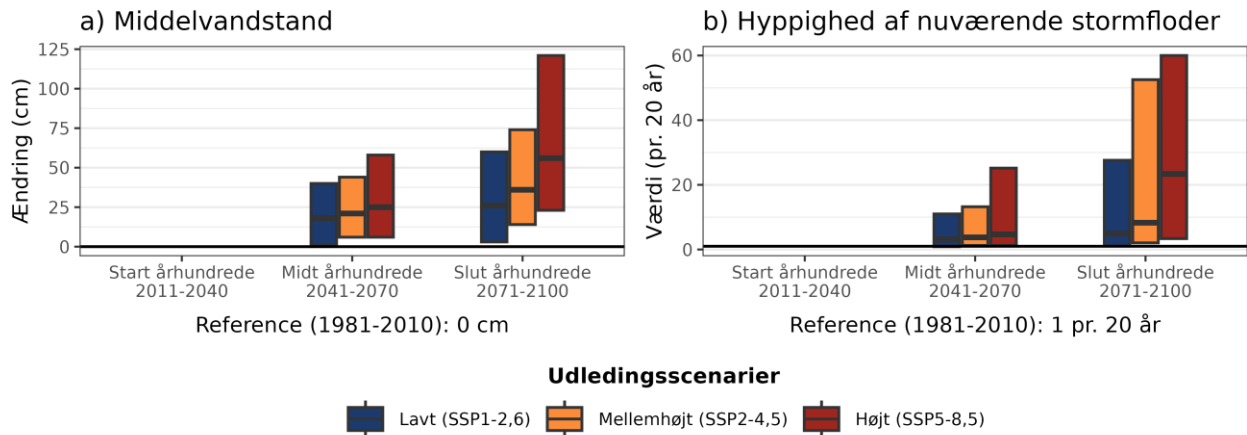 a) Middelvandstand
Ændring (cm)
125
100
75
50
25
0
Start århundrede
2011-2040
Midt århundrede
2041-2070
Slut århundrede
2071-2100
Reference (1981-2010): 0 cm
b) Hyppighed af nuværende stormfloder
Værdi (pr. 20 år)
60
40
20
0
Start århundrede
2011-2040
Midt århundrede
2041-2070
Slut århundrede
2071-2100
Reference (1981-2010): 1 pr. 20 år
Udledingsscenarier
Lavt (SSP1-2,6)
Mellemhøjt (SSP2-4,5)
Højt (SSP5-8,5)